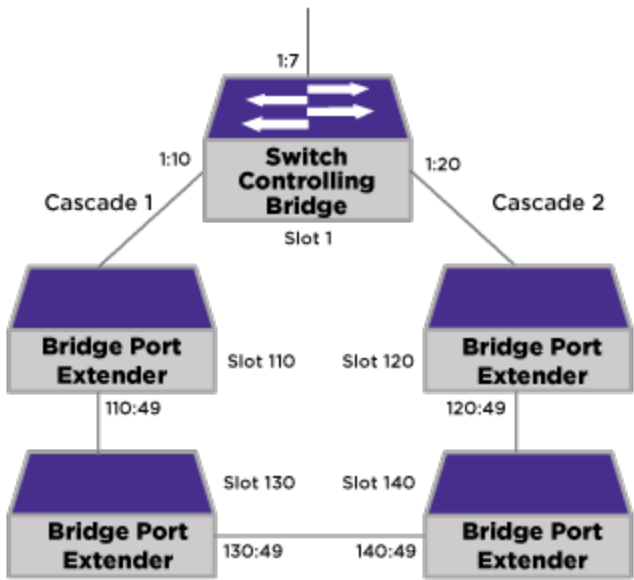 1:7
1:10
Switch
Controlling
Bridge
1:20
Cascade 1
Cascade 2
Slot 1
Bridge Port
Extender
Slot 110
Slot 120
Bridge Port
Extender
110:49
120:49
Slot 130
Slot 140
Bridge Port
Extender
130:49
140:49
Bridge Port
Extender